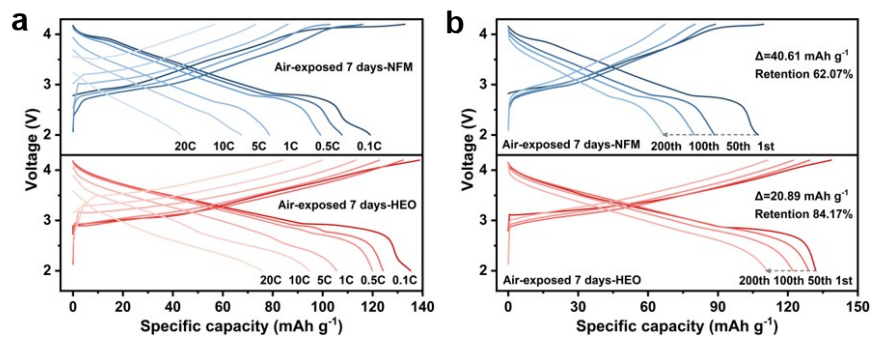 a
Voltage (V)
4
3
2
Air-exposed 7 days-NFM
20C 10C 5C 1C 0.5C 0.1C
4
3
2
Air-exposed 7 days-HEO
20C 10C 5C 1C 0.5C 0.1C
0 20 40 60 80 100 120 140
Specific capacity (mAh g⁻¹)
b
Voltage (V)
4
3
2
Δ=40.61 mAh g⁻¹
Retention 62.07%
200th 100th 50th 1st
Air-exposed 7 days-NFM
4
3
2
Δ=20.89 mAh g⁻¹
Retention 84.17%
200th 100th 50th 1st
Air-exposed 7 days-HEO
0 30 60 90 120 150
Specific capacity (mAh g⁻¹)